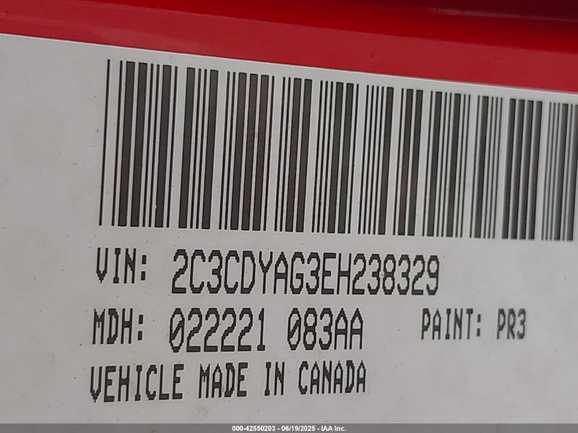 VIN: 2C3CDYAG3EH238329
MDH: 022221 083AA PAINT: PR3
VEHICLE MADE IN CANADA
000-42550203 - 06/19/2025 - IAA Inc.